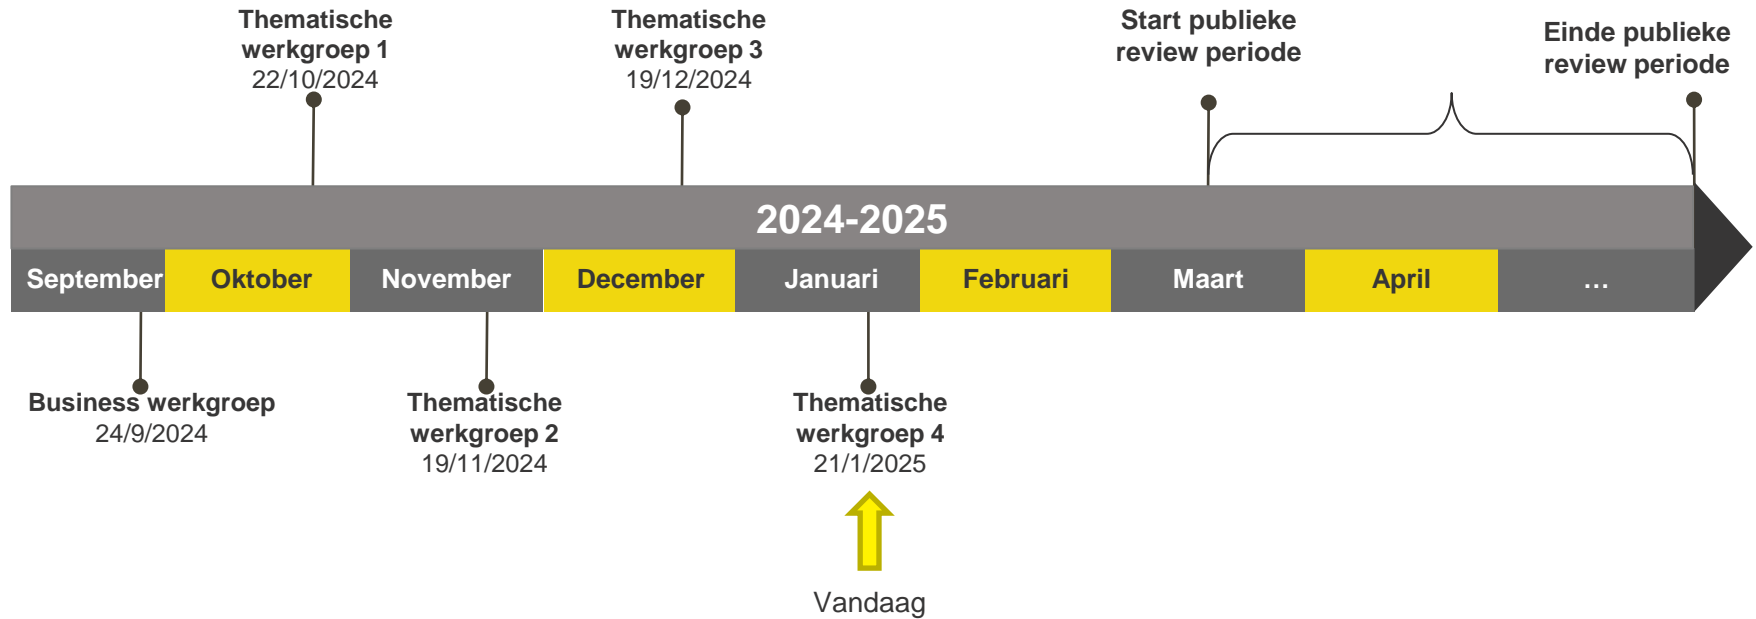 Thematische
werkgroep 1
22/10/2024
Thematische
werkgroep 3
19/12/2024
Start publieke
review periode
Einde publieke
review periode
2024-2025
September
Oktober
November
December
Januari
Februari
Maart
April
…
Business werkgroep
24/9/2024
Thematische
werkgroep 2
19/11/2024
Thematische
werkgroep 4
21/1/2025
Vandaag